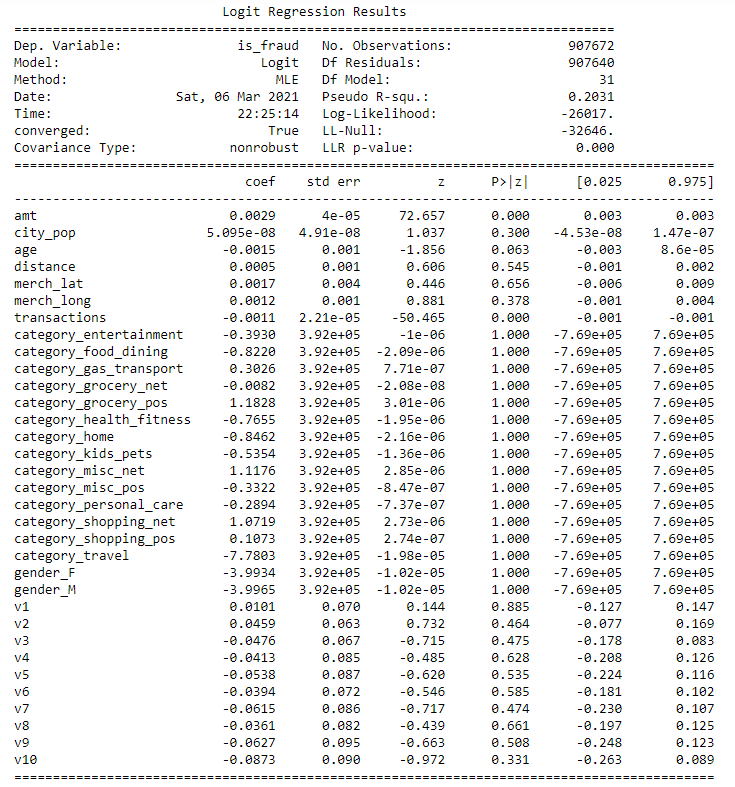 Logit Regression Results
==============================================================================
Dep. Variable: is_fraud No. Observations: 907672
Model: Logit Df Residuals: 907640
Method: MLE Df Model: 31
Date: Sat, 06 Mar 2021 Pseudo R-squ.: 0.2031
Time: 22:25:14 Log-Likelihood: -26017.
converged: True LL-Null: -32646.
Covariance Type: nonrobust LLR p-value: 0.000
===========================================================================================
coef std err z P>|z| [0.025 0.975]
-------------------------------------------------------------------------------------------
amt 0.0029 4e-05 72.657 0.000 0.003 0.003
city_pop 5.095e-08 4.91e-08 1.037 0.300 -4.53e-08 1.47e-07
age -0.0015 0.001 -1.856 0.063 -0.003 8.6e-05
distance 0.0005 0.001 0.606 0.545 -0.001 0.002
merch_lat 0.0017 0.004 0.446 0.656 -0.006 0.009
merch_long 0.0012 0.001 0.881 0.378 -0.001 0.004
transactions -0.0011 2.21e-05 -50.465 0.000 -0.001 -0.001
category_entertainment -0.3930 3.92e+05 -1e-06 1.000 -7.69e+05 7.69e+05
category_food_dining -0.8220 3.92e+05 -2.09e-06 1.000 -7.69e+05 7.69e+05
category_gas_transport 0.3026 3.92e+05 7.71e-07 1.000 -7.69e+05 7.69e+05
category_grocery_net -0.0082 3.92e+05 -2.08e-08 1.000 -7.69e+05 7.69e+05
category_grocery_pos 1.1828 3.92e+05 3.01e-06 1.000 -7.69e+05 7.69e+05
category_health_fitness -0.7655 3.92e+05 -1.95e-06 1.000 -7.69e+05 7.69e+05
category_home -0.8462 3.92e+05 -2.16e-06 1.000 -7.69e+05 7.69e+05
category_kids_pets -0.5354 3.92e+05 -1.36e-06 1.000 -7.69e+05 7.69e+05
category_misc_net 1.1176 3.92e+05 2.85e-06 1.000 -7.69e+05 7.69e+05
category_misc_pos -0.3322 3.92e+05 -8.47e-07 1.000 -7.69e+05 7.69e+05
category_personal_care -0.2894 3.92e+05 -7.37e-07 1.000 -7.69e+05 7.69e+05
category_shopping_net 1.0719 3.92e+05 2.73e-06 1.000 -7.69e+05 7.69e+05
category_shopping_pos 0.1073 3.92e+05 2.74e-07 1.000 -7.69e+05 7.69e+05
category_travel -7.7803 3.92e+05 -1.98e-05 1.000 -7.69e+05 7.69e+05
gender_F -3.9934 3.92e+05 -1.02e-05 1.000 -7.69e+05 7.69e+05
gender_M -3.9965 3.92e+05 -1.02e-05 1.000 -7.69e+05 7.69e+05
v1 0.0101 0.070 0.144 0.885 -0.127 0.147
v2 0.0459 0.063 0.732 0.464 -0.077 0.169
v3 -0.0476 0.067 -0.715 0.475 -0.178 0.083
v4 -0.0413 0.085 -0.485 0.628 -0.208 0.126
v5 -0.0538 0.087 -0.620 0.535 -0.224 0.116
v6 -0.0394 0.072 -0.546 0.585 -0.181 0.102
v7 -0.0615 0.086 -0.717 0.474 -0.230 0.107
v8 -0.0361 0.082 -0.439 0.661 -0.197 0.125
v9 -0.0627 0.095 -0.663 0.508 -0.248 0.123
v10 -0.0873 0.090 -0.972 0.331 -0.263 0.089
===========================================================================================